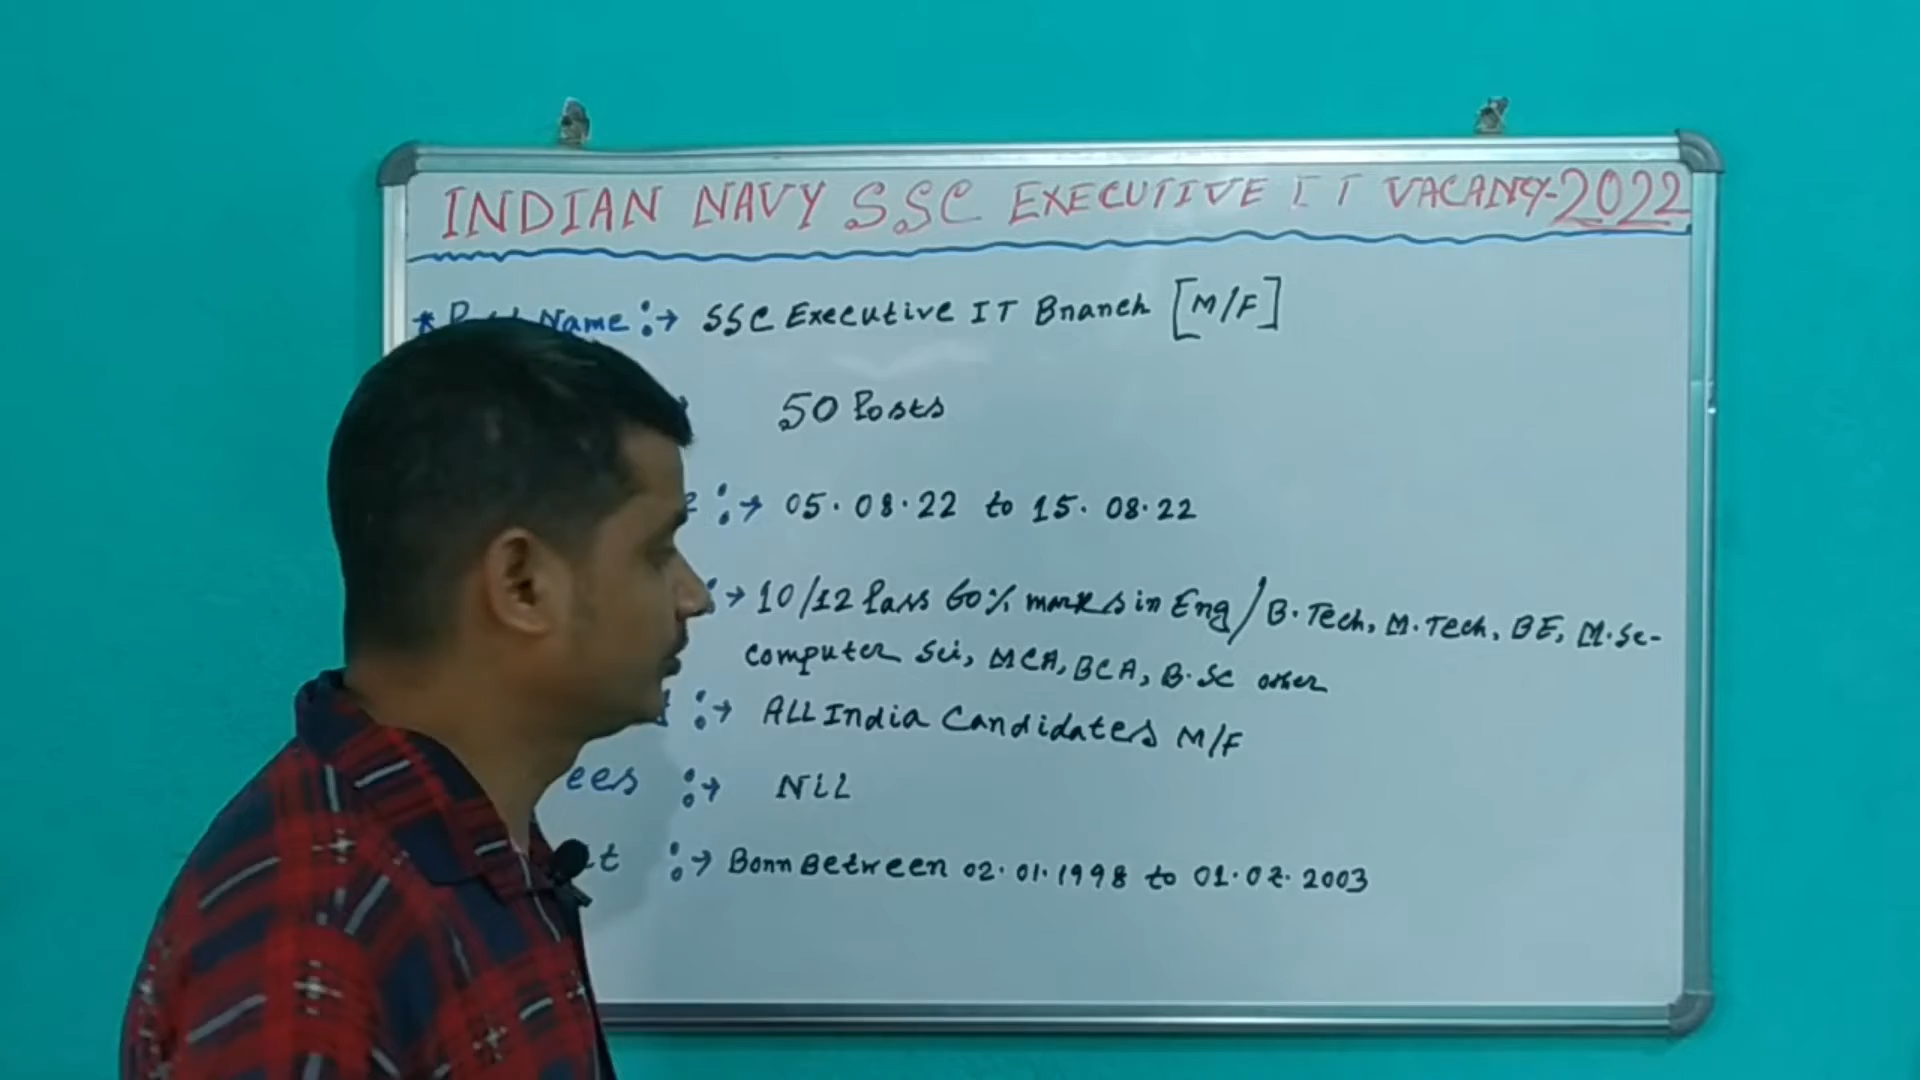 INDIAN NAVY SSC EXECUTIVE IT VACANCY-2022
* Name :→ SSC Executive IT Branch [M/F]
50 Posts
:→ 05.08.22 to 15.08.22
:→ 10/12 Pass 60% marks in Eng / B.Tech, M.Tech, BE, M.Sc-
computer Sci, MCA, BCA, B.Sc other
:→ ALL India Candidates M/F
ees :→ NIL
:→ Born Between 02.01.1998 to 01.07.2003